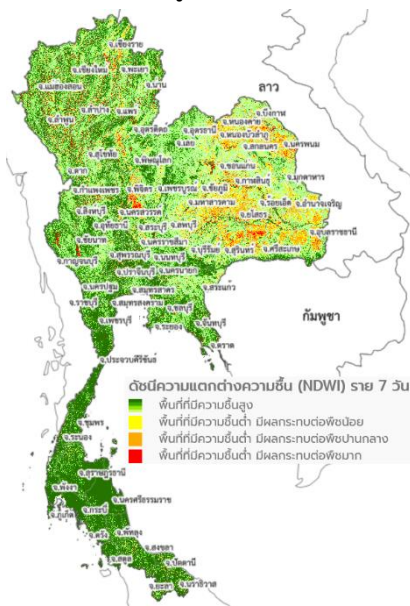 จ.เชียงราย
จ.เชียงใหม่ จ.พะเยา
จ.แม่ฮ่องสอน จ.น่าน
จ.ลำปาง จ.แพร่
จ.ลำพูน
ลาว
จ.บึงกาฬ
จ.หนองคาย
จ.อุตรดิตถ์ จ.อุดรธานี จ.หนองบัวลำภู จ.นครพนม
จ.เลย จ.สกลนคร
จ.สุโขทัย จ.พิษณุโลก
จ.ขอนแก่น จ.มุกดาหาร
จ.ตาก จ.กาฬสินธุ์
จ.กำแพงเพชร จ.พิจิตร จ.เพชรบูรณ์ จ.ชัยภูมิ
จ.มหาสารคาม จ.ร้อยเอ็ด จ.อำนาจเจริญ
จ.สิงห์บุรี จ.นครสวรรค์ จ.ยโสธร
จ.อุทัยธานี จ.สระบุรี จ.ลพบุรี จ.อุบลราชธานี
จ.ชัยนาท จ.นครราชสีมา จ.บุรีรัมย์ จ.สุรินทร์ จ.ศรีสะเกษ
จ.สุพรรณบุรี จ.นนทบุรี
จ.กาญจนบุรี จ.ปราจีนบุรี จ.นครนายก
จ.นครปฐม จ.สมุทรสาคร จ.สระแก้ว
จ.ราชบุรี จ.สมุทรสงคราม จ.ชลบุรี
จ.เพชรบุรี จ.ระยอง จ.จันทบุรี
กัมพูชา
จ.ตราด
จ.ประจวบคีรีขันธ์
ดัชนีความแตกต่างความชื้น (NDWI) ราย 7 วัน
พื้นที่ที่มีความชื้นสูง
พื้นที่ที่มีความชื้นต่ำ มีผลกระทบต่อพืชน้อย
พื้นที่ที่มีความชื้นต่ำ มีผลกระทบต่อพืชปานกลาง
พื้นที่ที่มีความชื้นต่ำ มีผลกระทบต่อพืชมาก
จ.ชุมพร
จ.ระนอง
จ.สุราษฎร์ธานี
จ.พังงา จ.นครศรีธรรมราช
จ.ภูเก็ต จ.กระบี่
จ.ตรัง จ.พัทลุง
จ.สตูล จ.สงขลา
จ.ปัตตานี
จ.ยะลา จ.นราธิวาส